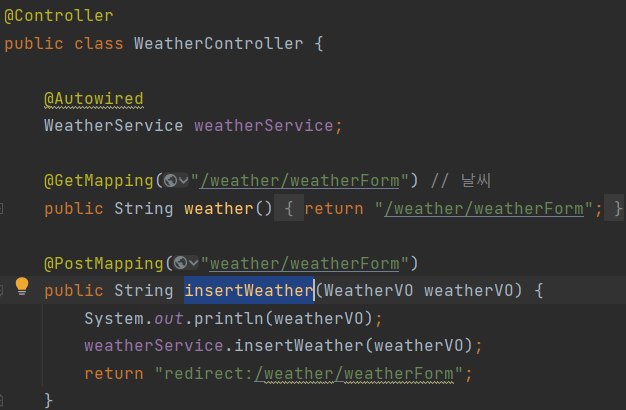 @Controller
public class WeatherController {
@Autowired
WeatherService weatherService;
@GetMapping("/weather/weatherForm") // 날씨
public String weather() { return "/weather/weatherForm"; }
@PostMapping("weather/weatherForm")
public String insertWeather(WeatherVO weatherVO) {
System.out.println(weatherVO);
weatherService.insertWeather(weatherVO);
return "redirect:/weather/weatherForm";
}